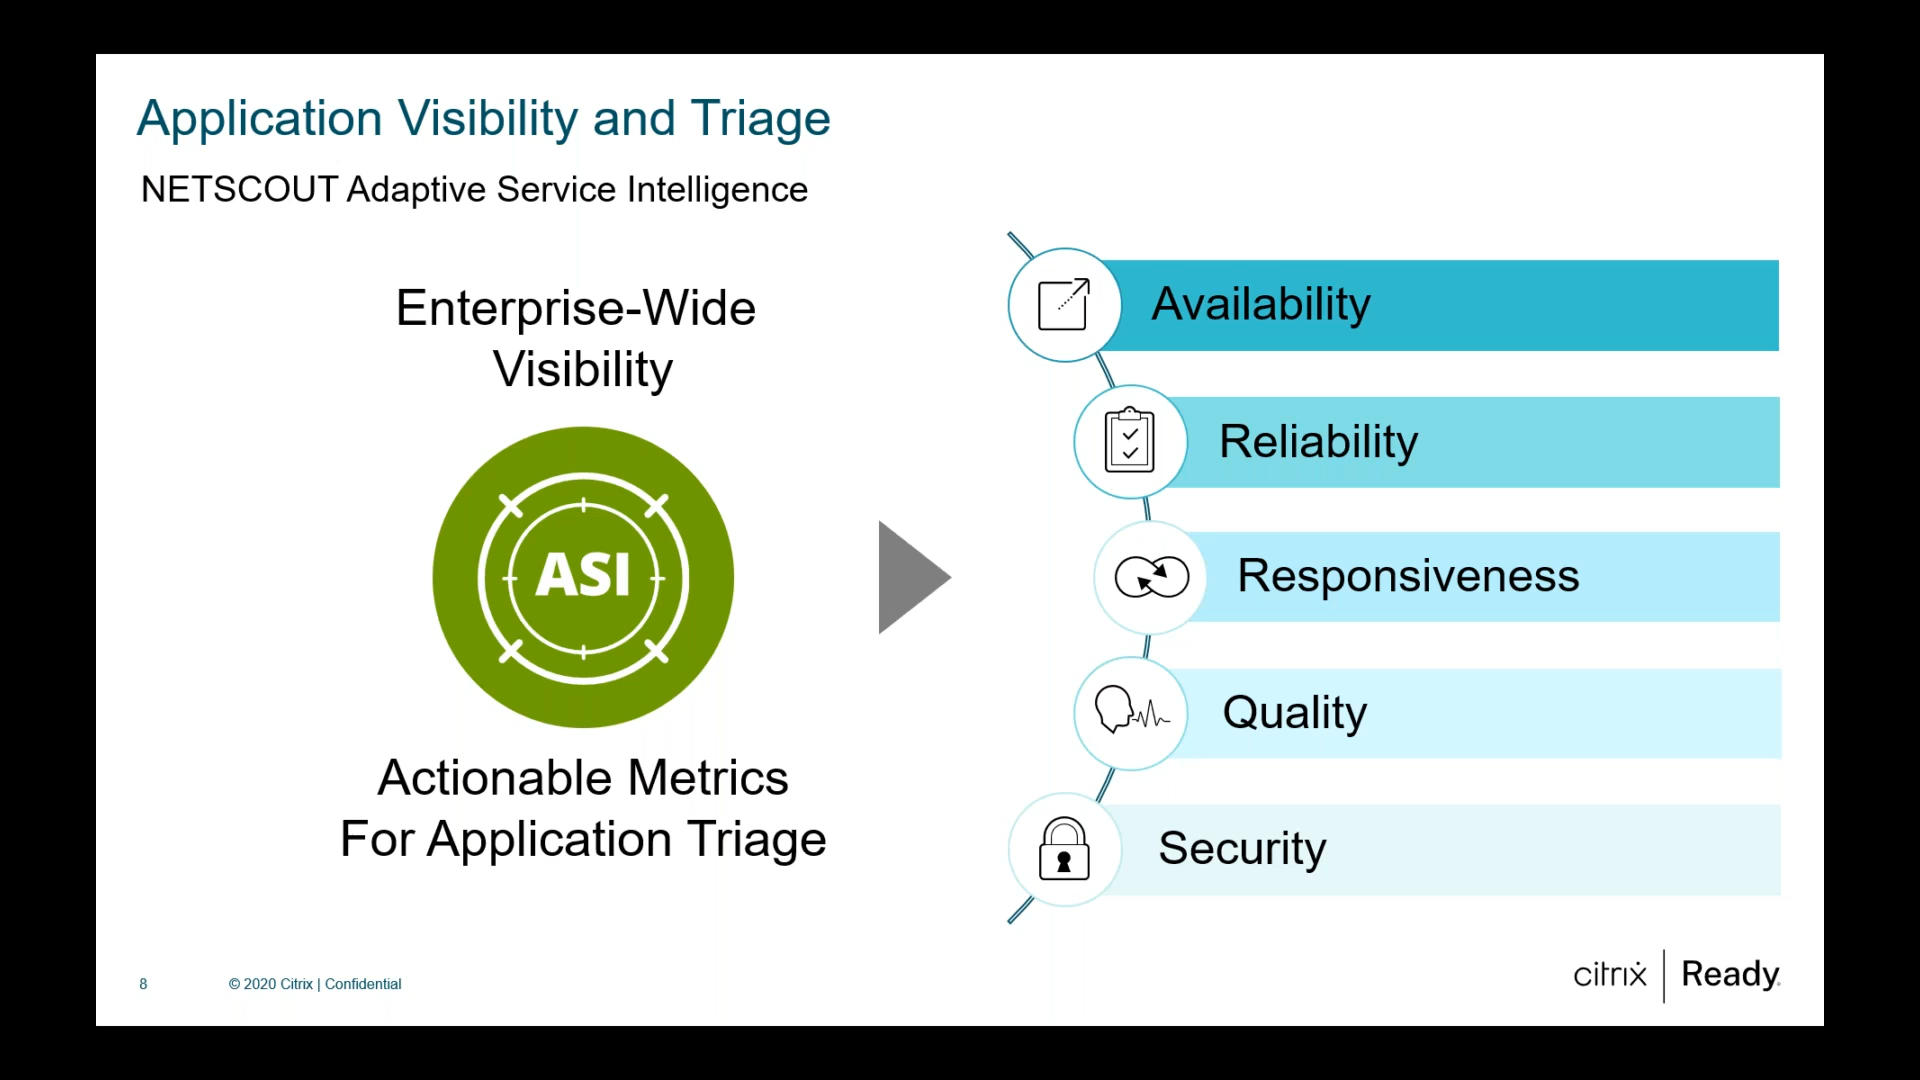 Application Visibility and Triage
NETSCOUT Adaptive Service Intelligence
Enterprise-Wide
Visibility
ASI
Actionable Metrics
For Application Triage
Availability
Reliability
Responsiveness
Quality
Security
8
© 2020 Citrix | Confidential
citrix | Ready